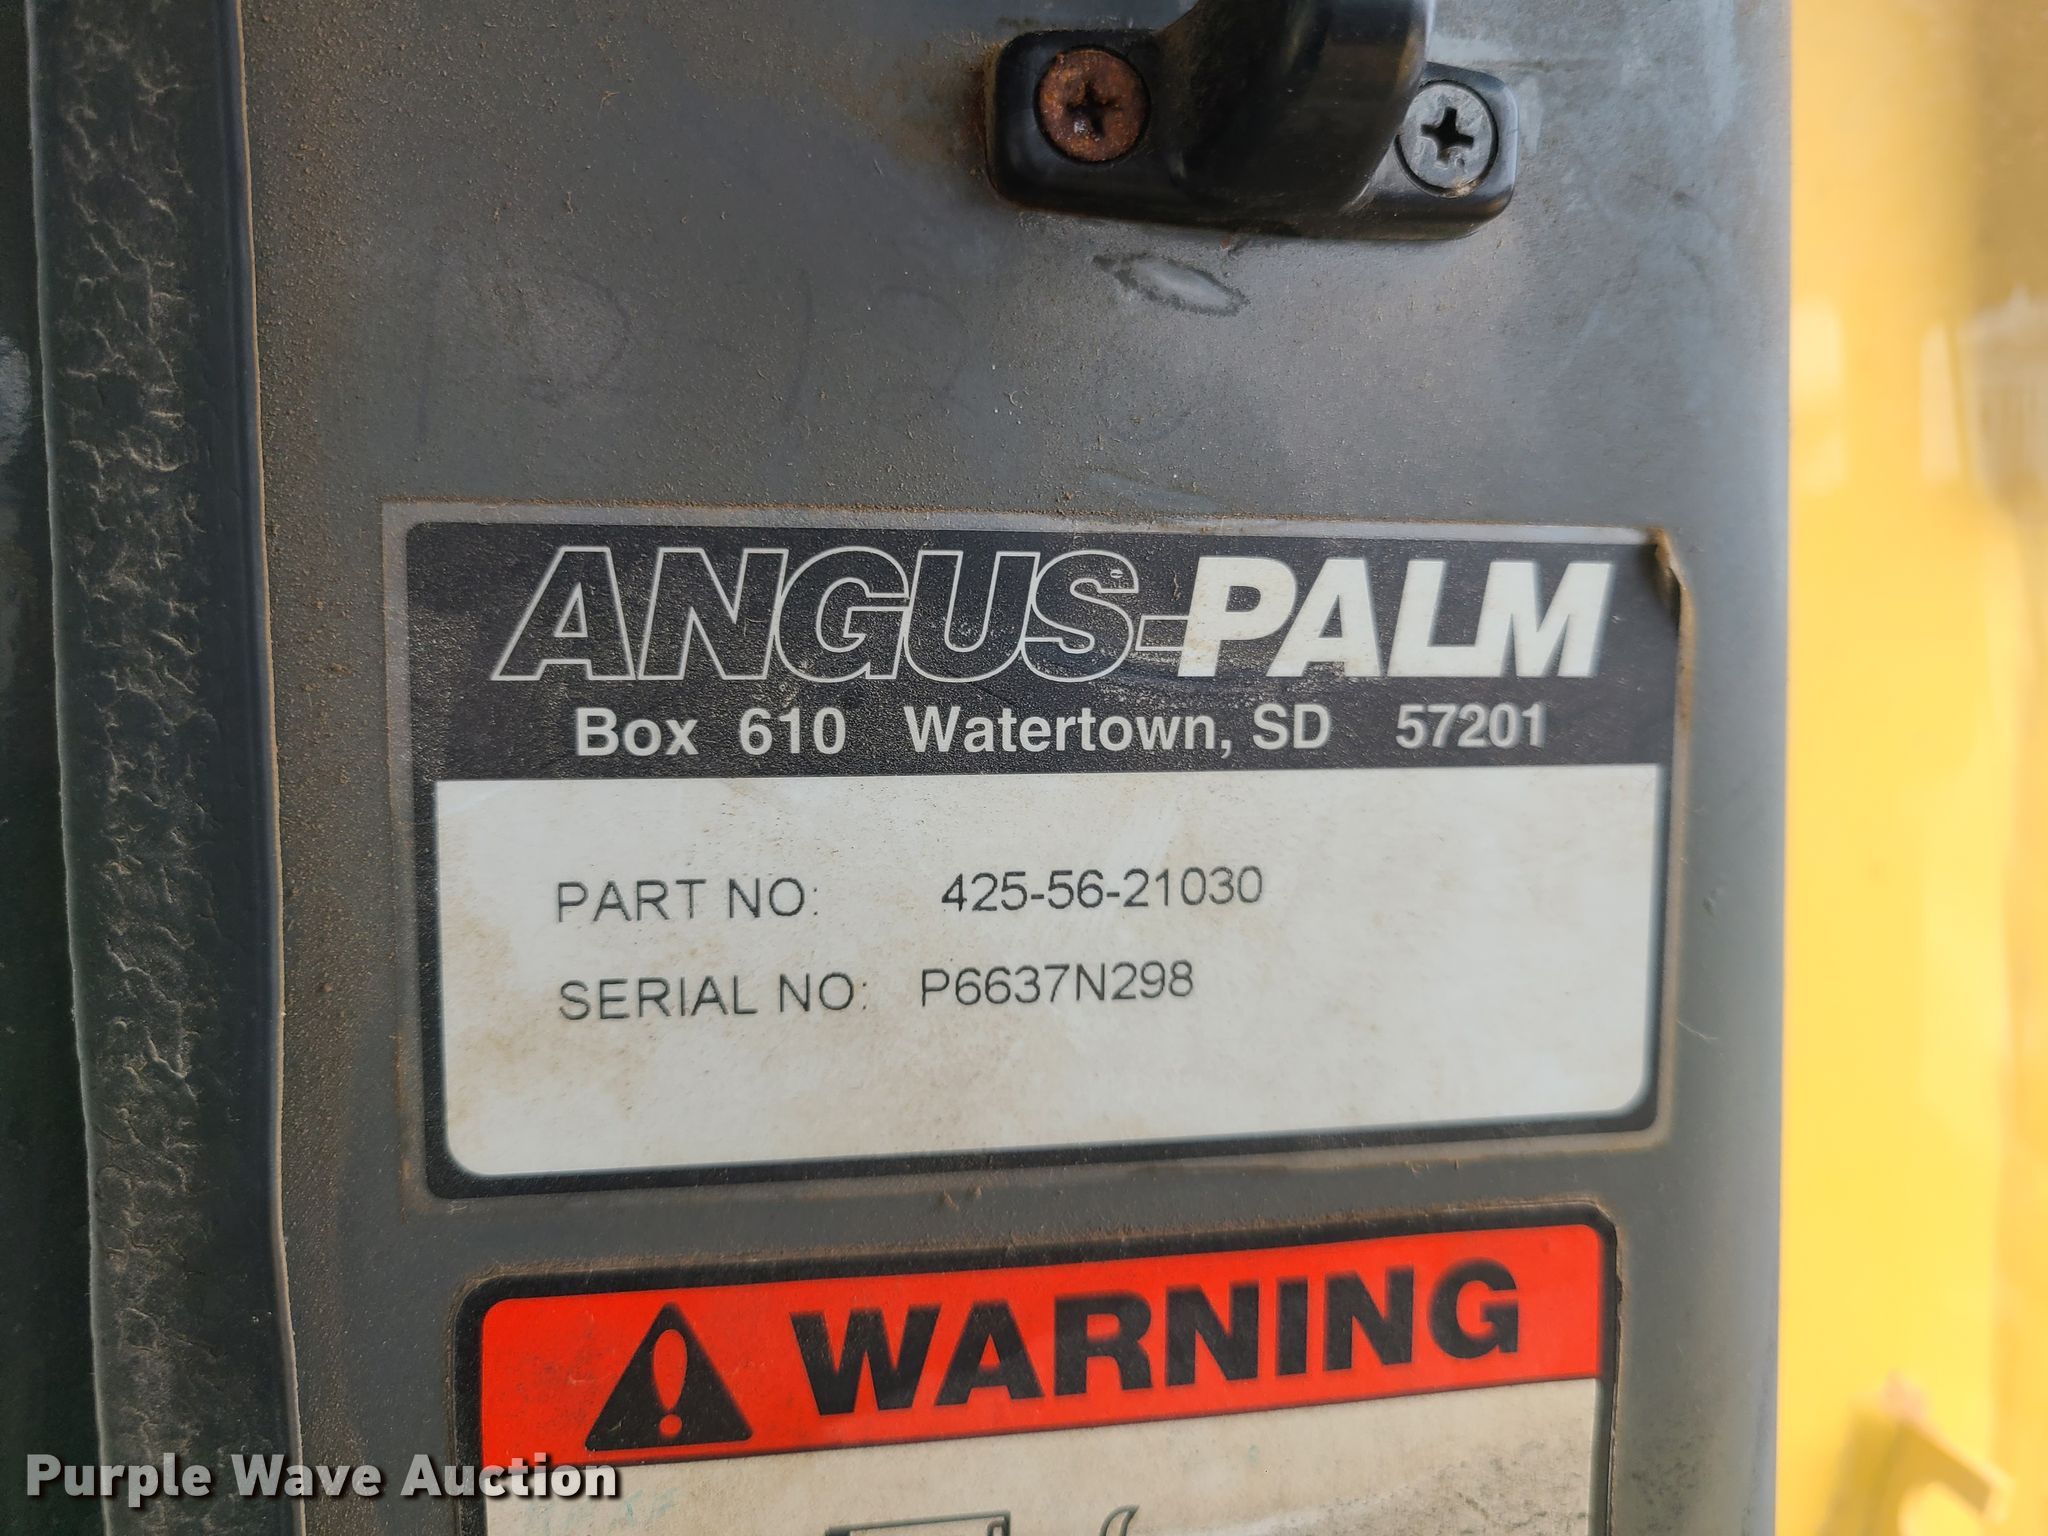 ANGUS-PALM
Box 610 Watertown, SD 57201
PART NO: 425-56-21030
SERIAL NO: P6637N298
WARNING
Purple Wave Auction